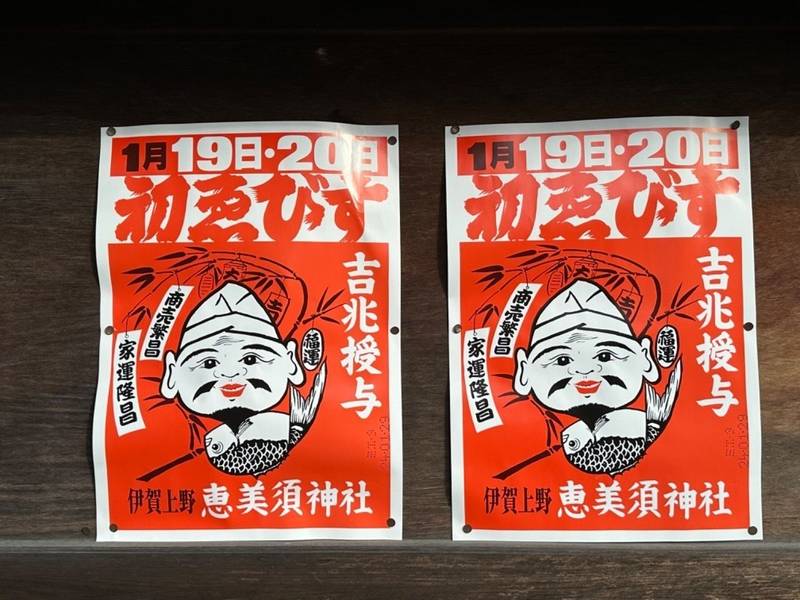 1月19日・20日
初ゑびす
吉兆授与
商売繁昌
家運隆昌
福運
伊賀上野 恵美須神社
1月19日・20日
初ゑびす
吉兆授与
商売繁昌
家運隆昌
福運
伊賀上野 恵美須神社